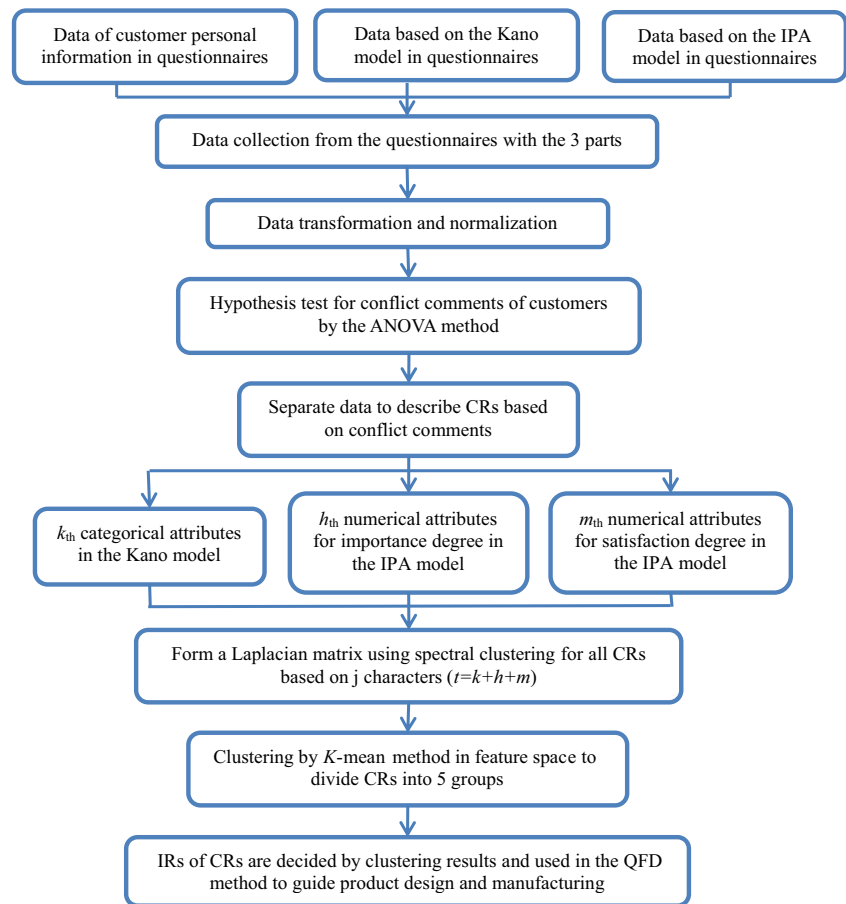 Data of customer personal
information in questionnaires
Data based on the Kano
model in questionnaires
Data based on the IPA
model in questionnaires
Data collection from the questionnaires with the 3 parts
Data transformation and normalization
Hypothesis test for conflict comments of customers
by the ANOVA method
Separate data to describe CRs based
on conflict comments
kth categorical attributes
in the Kano model
hth numerical attributes
for importance degree in
the IPA model
mth numerical attributes
for satisfaction degree in
the IPA model
Form a Laplacian matrix using spectral clustering for all CRs
based on j characters (t=k+h+m)
Clustering by K-mean method in feature space to
divide CRs into 5 groups
IRs of CRs are decided by clustering results and used in the QFD
method to guide product design and manufacturing